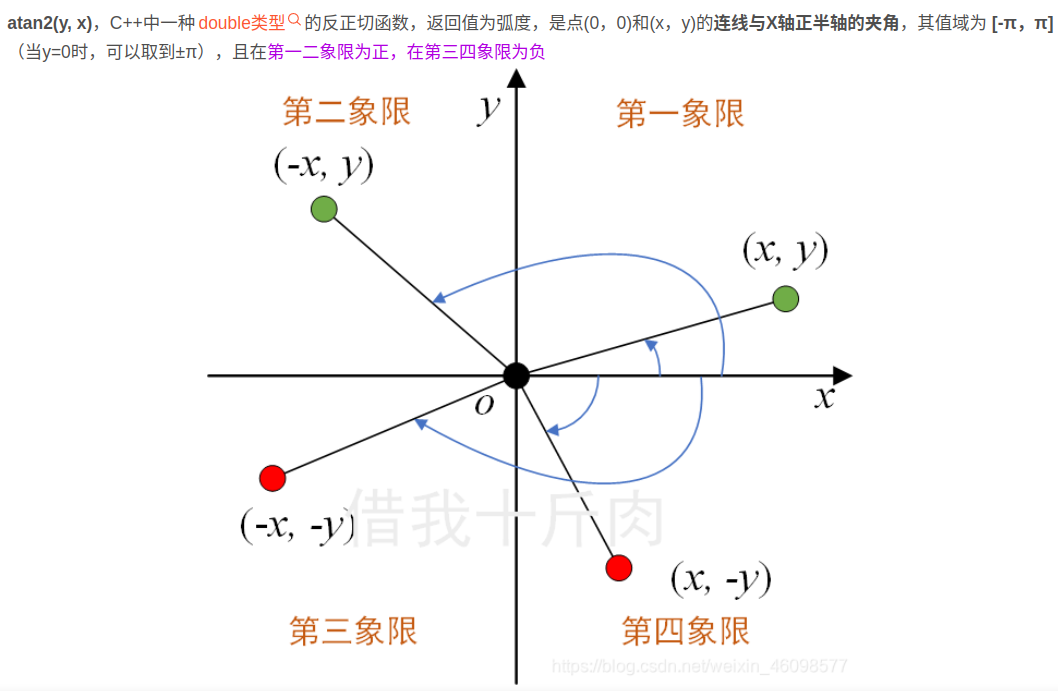 atan2(y, x)，C++中一种 double类型 的反正切函数，返回值为弧度，是点(0，0)和(x，y)的连线与X轴正半轴的夹角，其值域为 [-π，π]
（当y=0时，可以取到±π），且在第一二象限为正，在第三四象限为负
第二象限
y
第一象限
(-x, y)
(x, y)
o
x
借我十斤肉
(-x, -y)
(x, -y)
第三象限
第四象限
https://blog.csdn.net/weixin_46098577